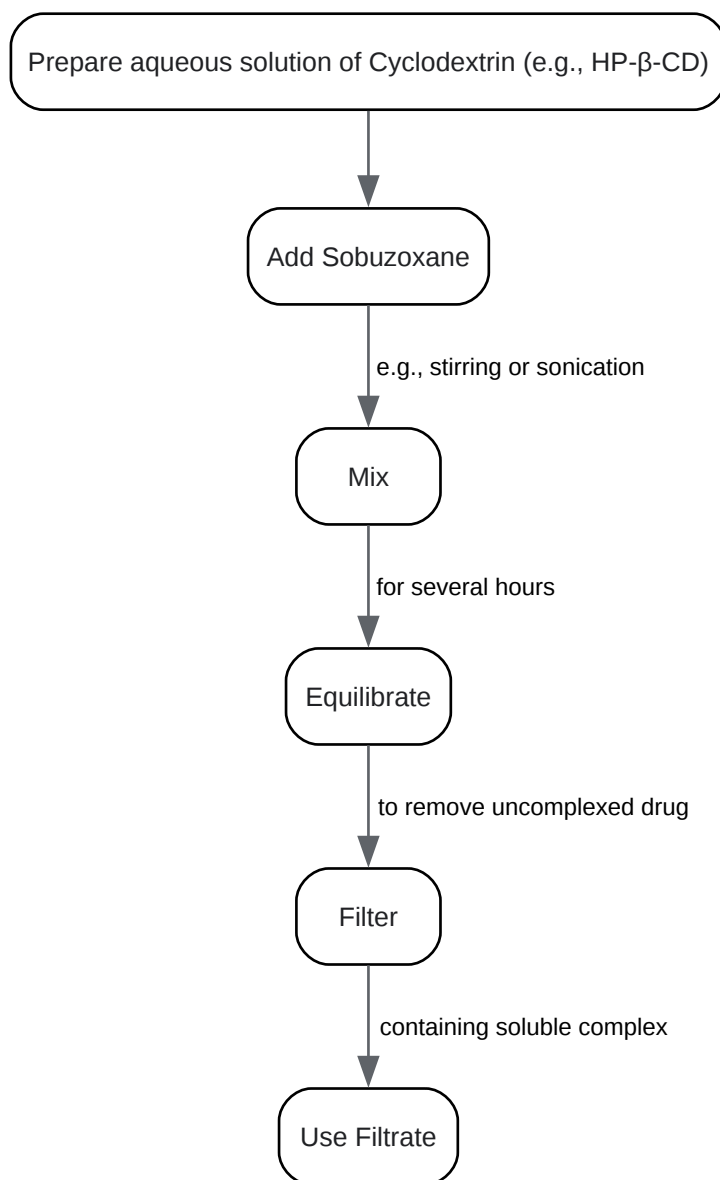 Prepare aqueous solution of Cyclodextrin (e.g., HP-β-CD)
Add Sobuzoxane
e.g., stirring or sonication
Mix
for several hours
Equilibrate
to remove uncomplexed drug
Filter
containing soluble complex
Use Filtrate